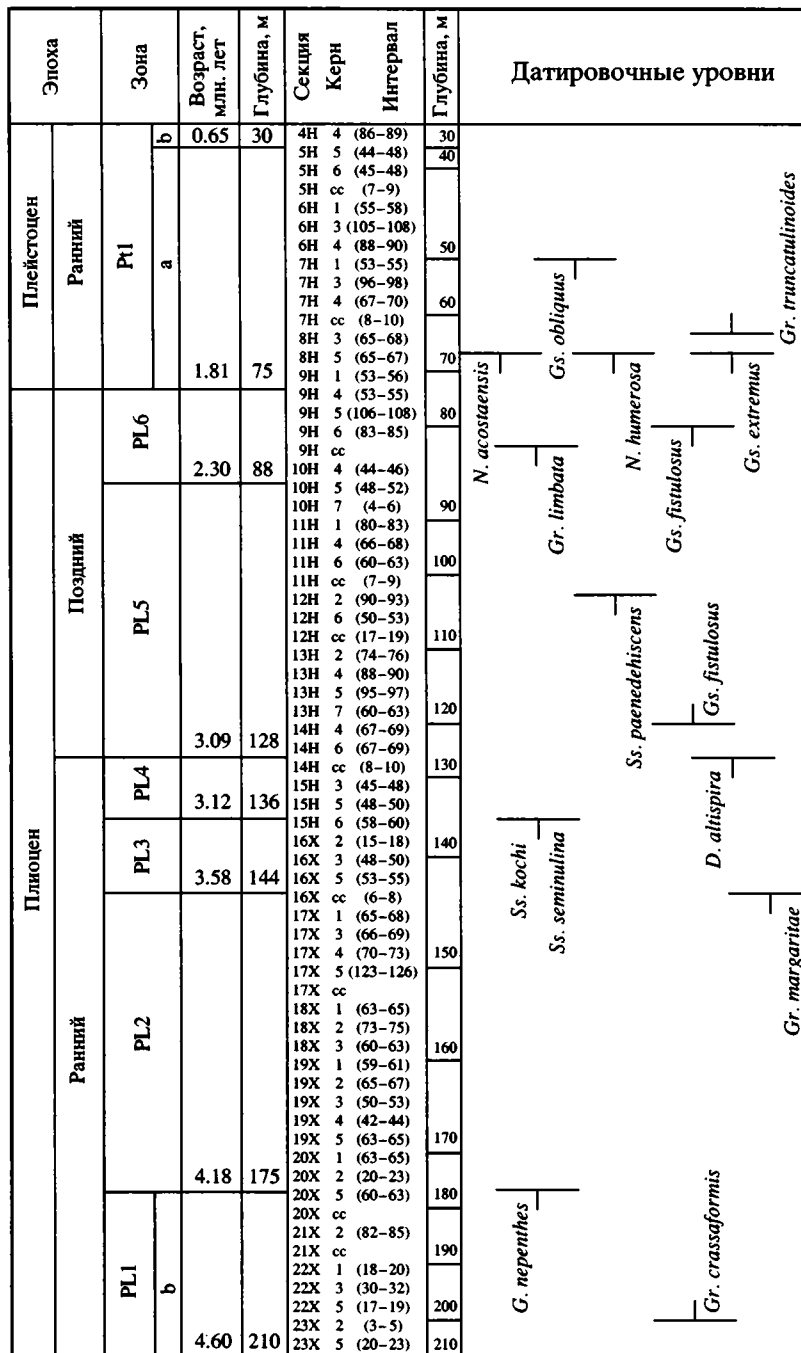 Эпоха
Зона
Возраст, млн. лет
Глубина, м
Секция
Керн
Интервал
Глубина, м
Датировочные уровни
Плейстоцен
Ранний
Pt1
b
0.65
30
a
1.81
75
Плиоцен
Поздний
PL6
2.30
88
PL5
3.09
128
Ранний
PL4
3.12
136
PL3
3.58
144
PL2
4.18
175
PL1
b
4.60
210
4H 4 (86–89)
5H 5 (44–48)
5H 6 (45–48)
5H cc (7–9)
6H 1 (55–58)
6H 3 (105–108)
6H 4 (88–90)
7H 1 (53–55)
7H 3 (96–98)
7H 4 (67–70)
7H cc (8–10)
8H 3 (65–68)
8H 5 (65–67)
9H 1 (53–56)
9H 4 (53–55)
9H 5 (106–108)
9H 6 (83–85)
9H cc
10H 4 (44–46)
10H 5 (48–52)
10H 7 (4–6)
11H 1 (80–83)
11H 4 (66–68)
11H 6 (60–63)
11H cc (7–9)
12H 2 (90–93)
12H 6 (50–53)
12H cc (17–19)
13H 2 (74–76)
13H 4 (88–90)
13H 5 (95–97)
13H 7 (60–63)
14H 4 (67–69)
14H 6 (67–69)
14H cc (8–10)
15H 3 (45–48)
15H 5 (48–50)
15H 6 (58–60)
16X 2 (15–18)
16X 3 (48–50)
16X 5 (53–55)
16X cc (6–8)
17X 1 (65–68)
17X 3 (66–69)
17X 4 (70–73)
17X 5 (123–126)
17X cc
18X 1 (63–65)
18X 2 (73–75)
18X 3 (60–63)
19X 1 (59–61)
19X 2 (65–67)
19X 3 (50–53)
19X 4 (42–44)
19X 5 (63–65)
20X 1 (63–65)
20X 2 (20–23)
20X 5 (60–63)
20X cc
21X 2 (82–85)
21X cc
22X 1 (18–20)
22X 3 (30–32)
22X 5 (17–19)
23X 2 (3–5)
23X 5 (20–23)
30
40
50
60
70
80
90
100
110
120
130
140
150
160
170
180
190
200
210
Gs. obliquus
Gr. truncatulinoides
N. acostaensis
N. humerosa
Gs. extremus
Gr. limbata
Gs. fistulosus
Ss. paenedehiscens
Gs. fistulosus
D. altispira
Ss. kochi
Ss. seminulina
Gr. margaritae
G. nepenthes
Gr. crassaformis